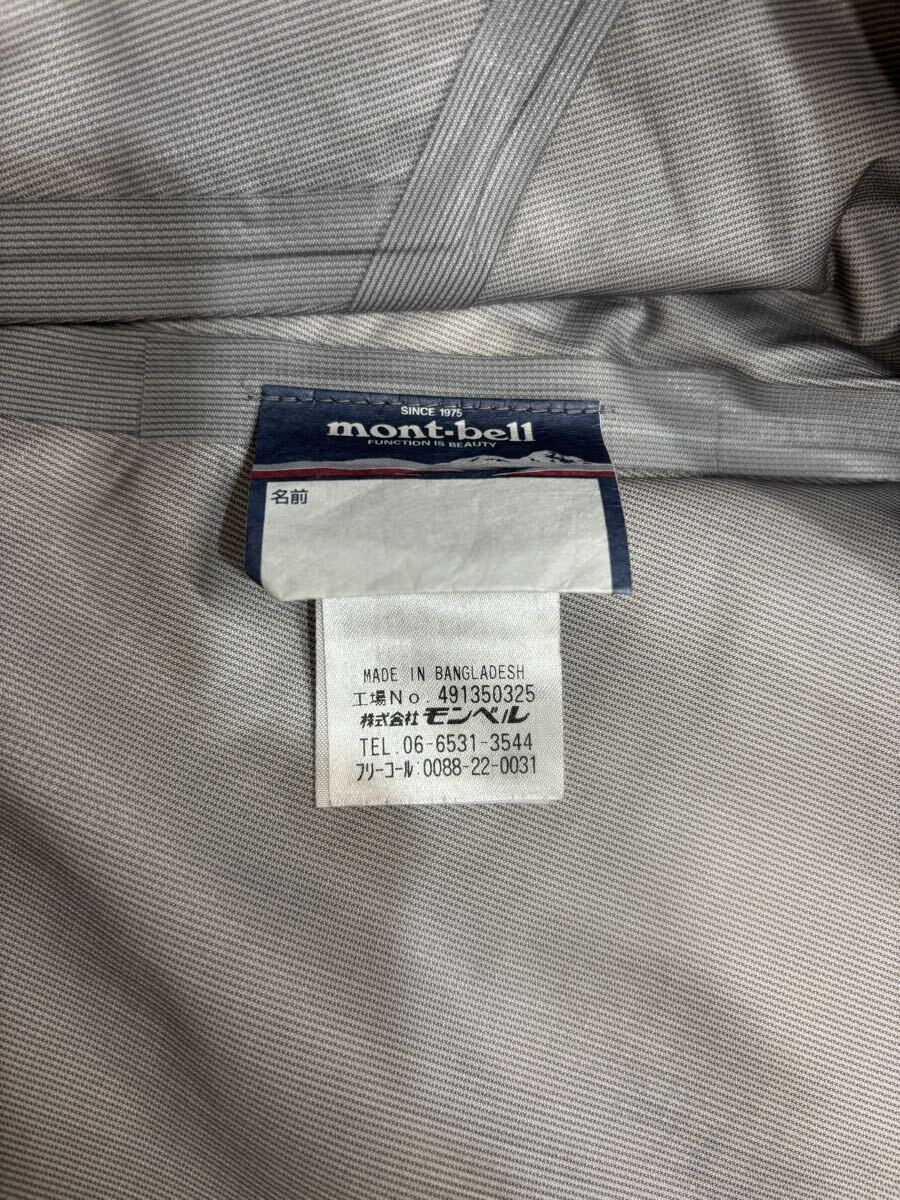 SINCE 1975
mont-bell
FUNCTION IS BEAUTY
名前
MADE IN BANGLADESH
工場No. 491350325
株式会社 モンベル
TEL.06-6531-3544
フリーコール:0088-22-0031